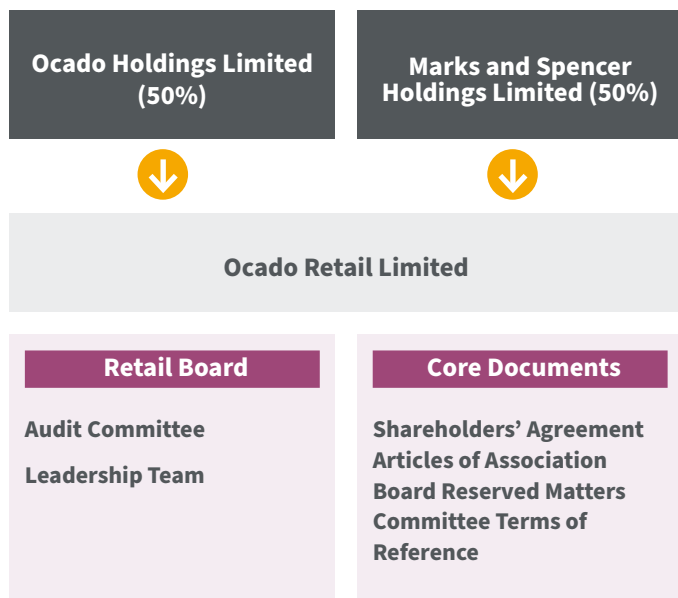 Ocado Holdings Limited
(50%)
Marks and Spencer
Holdings Limited (50%)
Ocado Retail Limited
Retail Board
Audit Committee
Leadership Team
Core Documents
Shareholders’ Agreement
Articles of Association
Board Reserved Matters
Committee Terms of
Reference